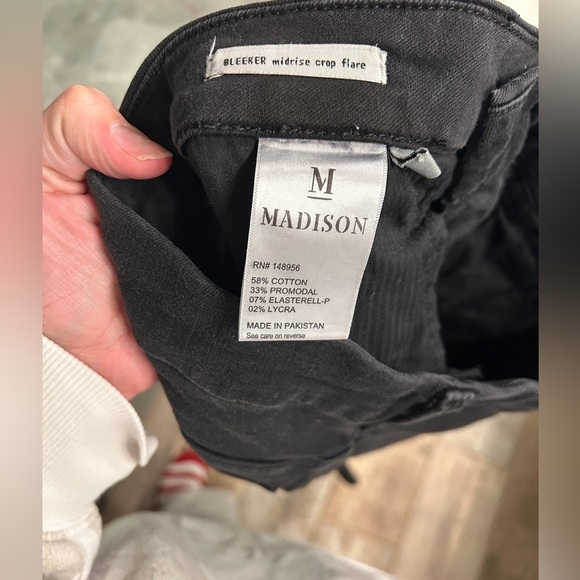 BLEEKER midrise crop flare
M
MADISON
RN# 148956
58% COTTON
33% PROMODAL
07% ELASTERELL-P
02% LYCRA
MADE IN PAKISTAN
See care on reverse